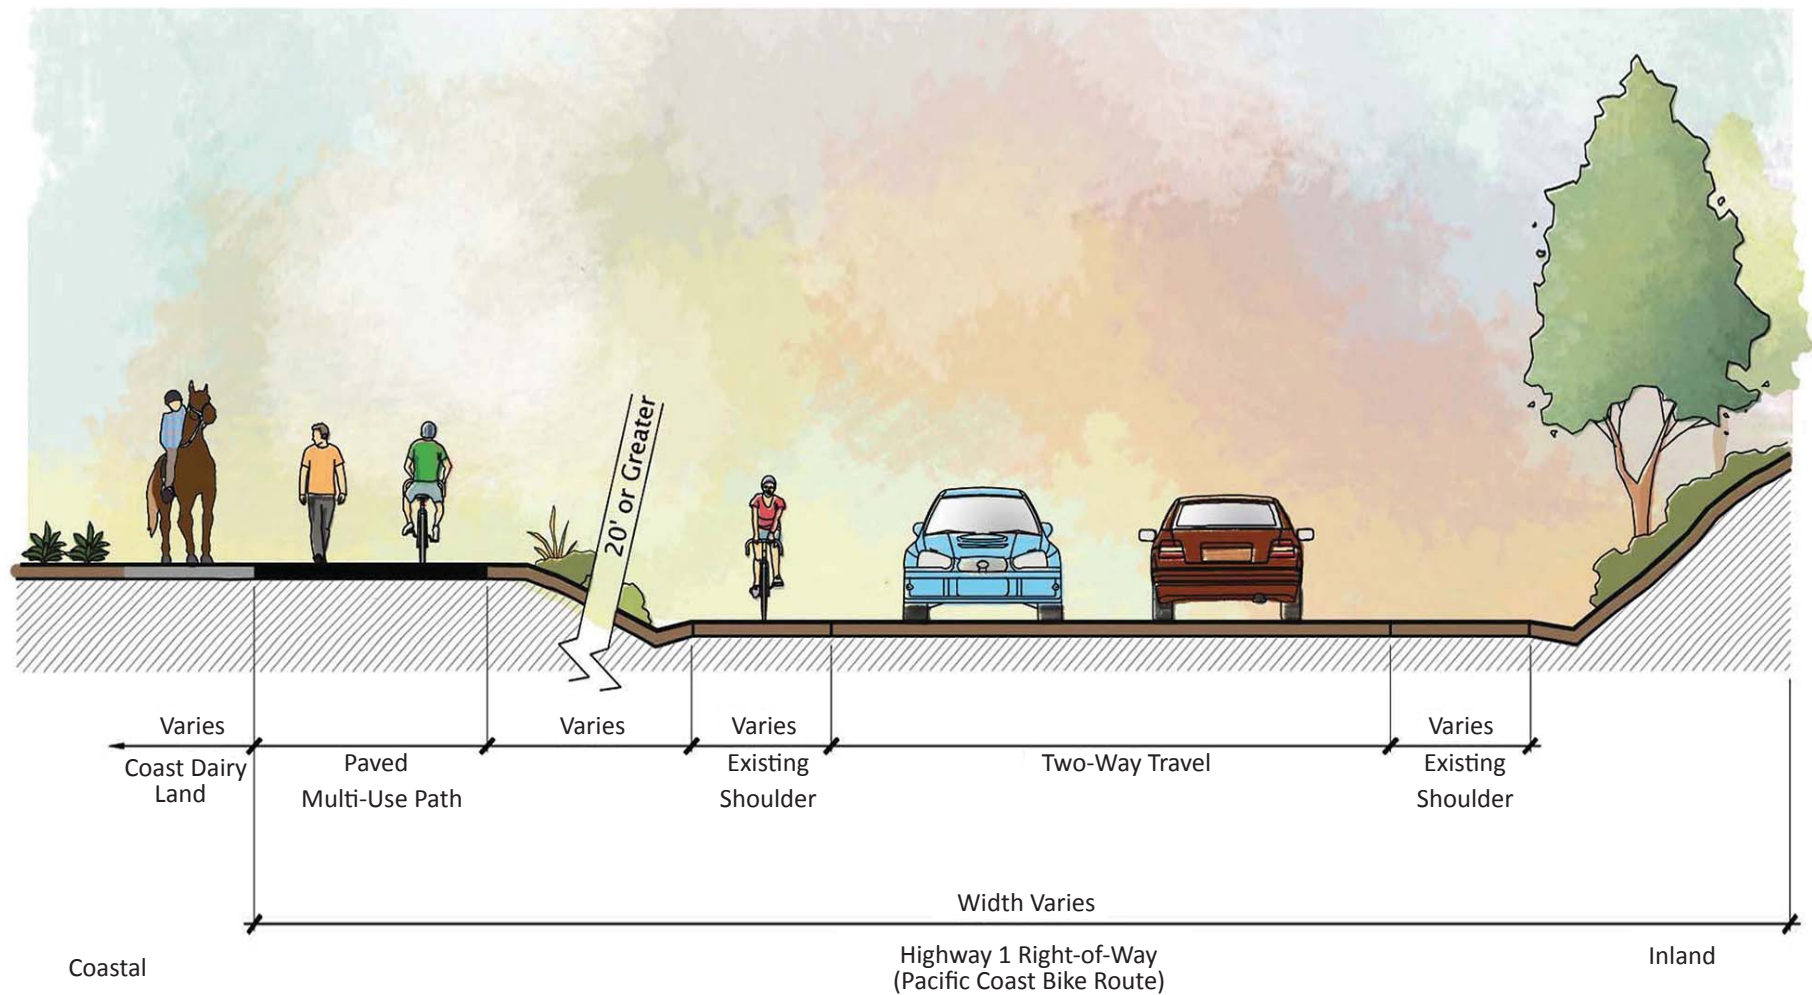 20' or Greater
Varies
Varies
Varies
Varies
Coast Dairy
Land
Paved
Multi-Use Path
Existing
Shoulder
Two-Way Travel
Existing
Shoulder
Width Varies
Coastal
Highway 1 Right-of-Way
(Pacific Coast Bike Route)
Inland